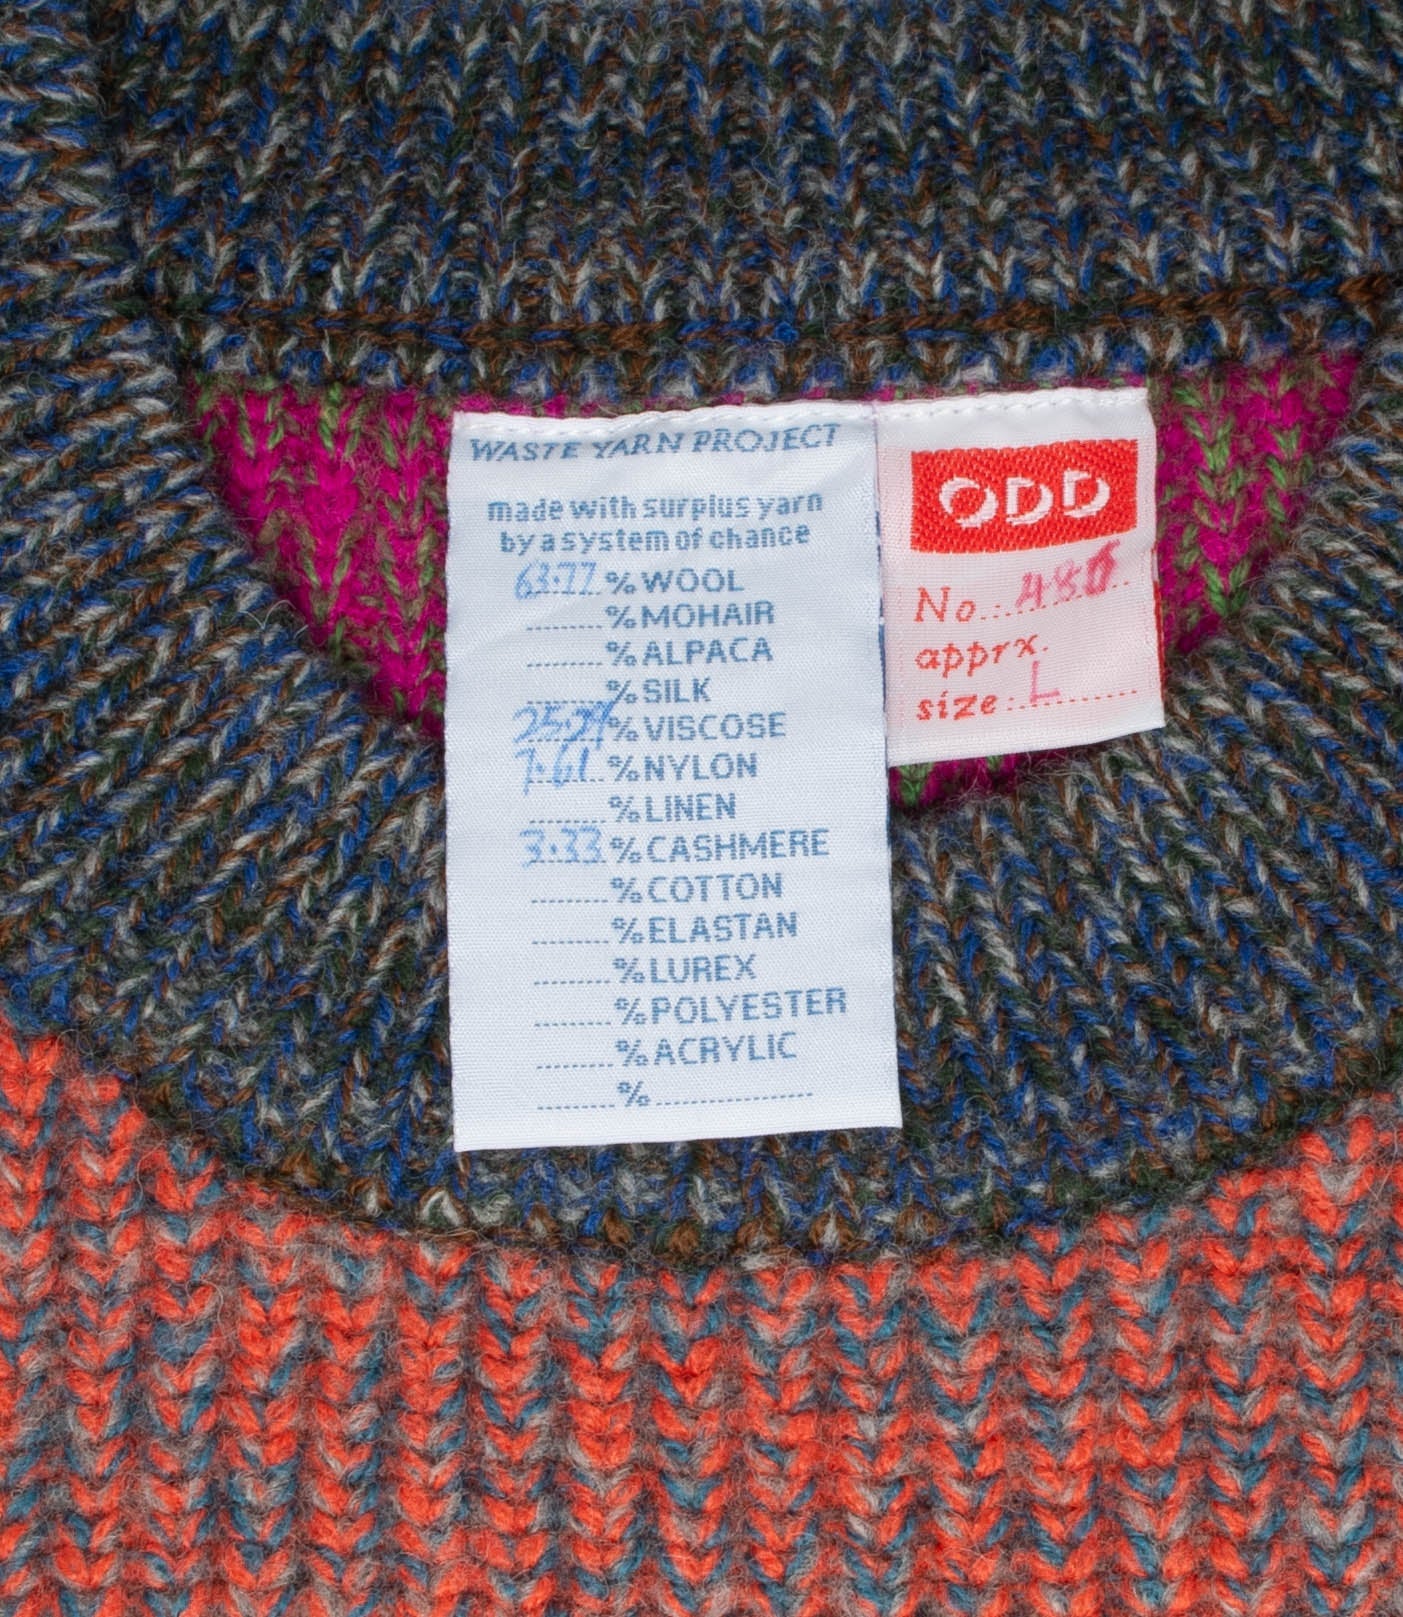 WASTE YARN PROJECT
made with surplus yarn
by a system of chance
63.77 % WOOL
% MOHAIR
% ALPACA
% SILK
25.29 % VISCOSE
7.61 % NYLON
% LINEN
3.33 % CASHMERE
% COTTON
% ELASTAN
% LUREX
% POLYESTER
% ACRYLIC
%
ODD
No.: 486
apprx.
size: L